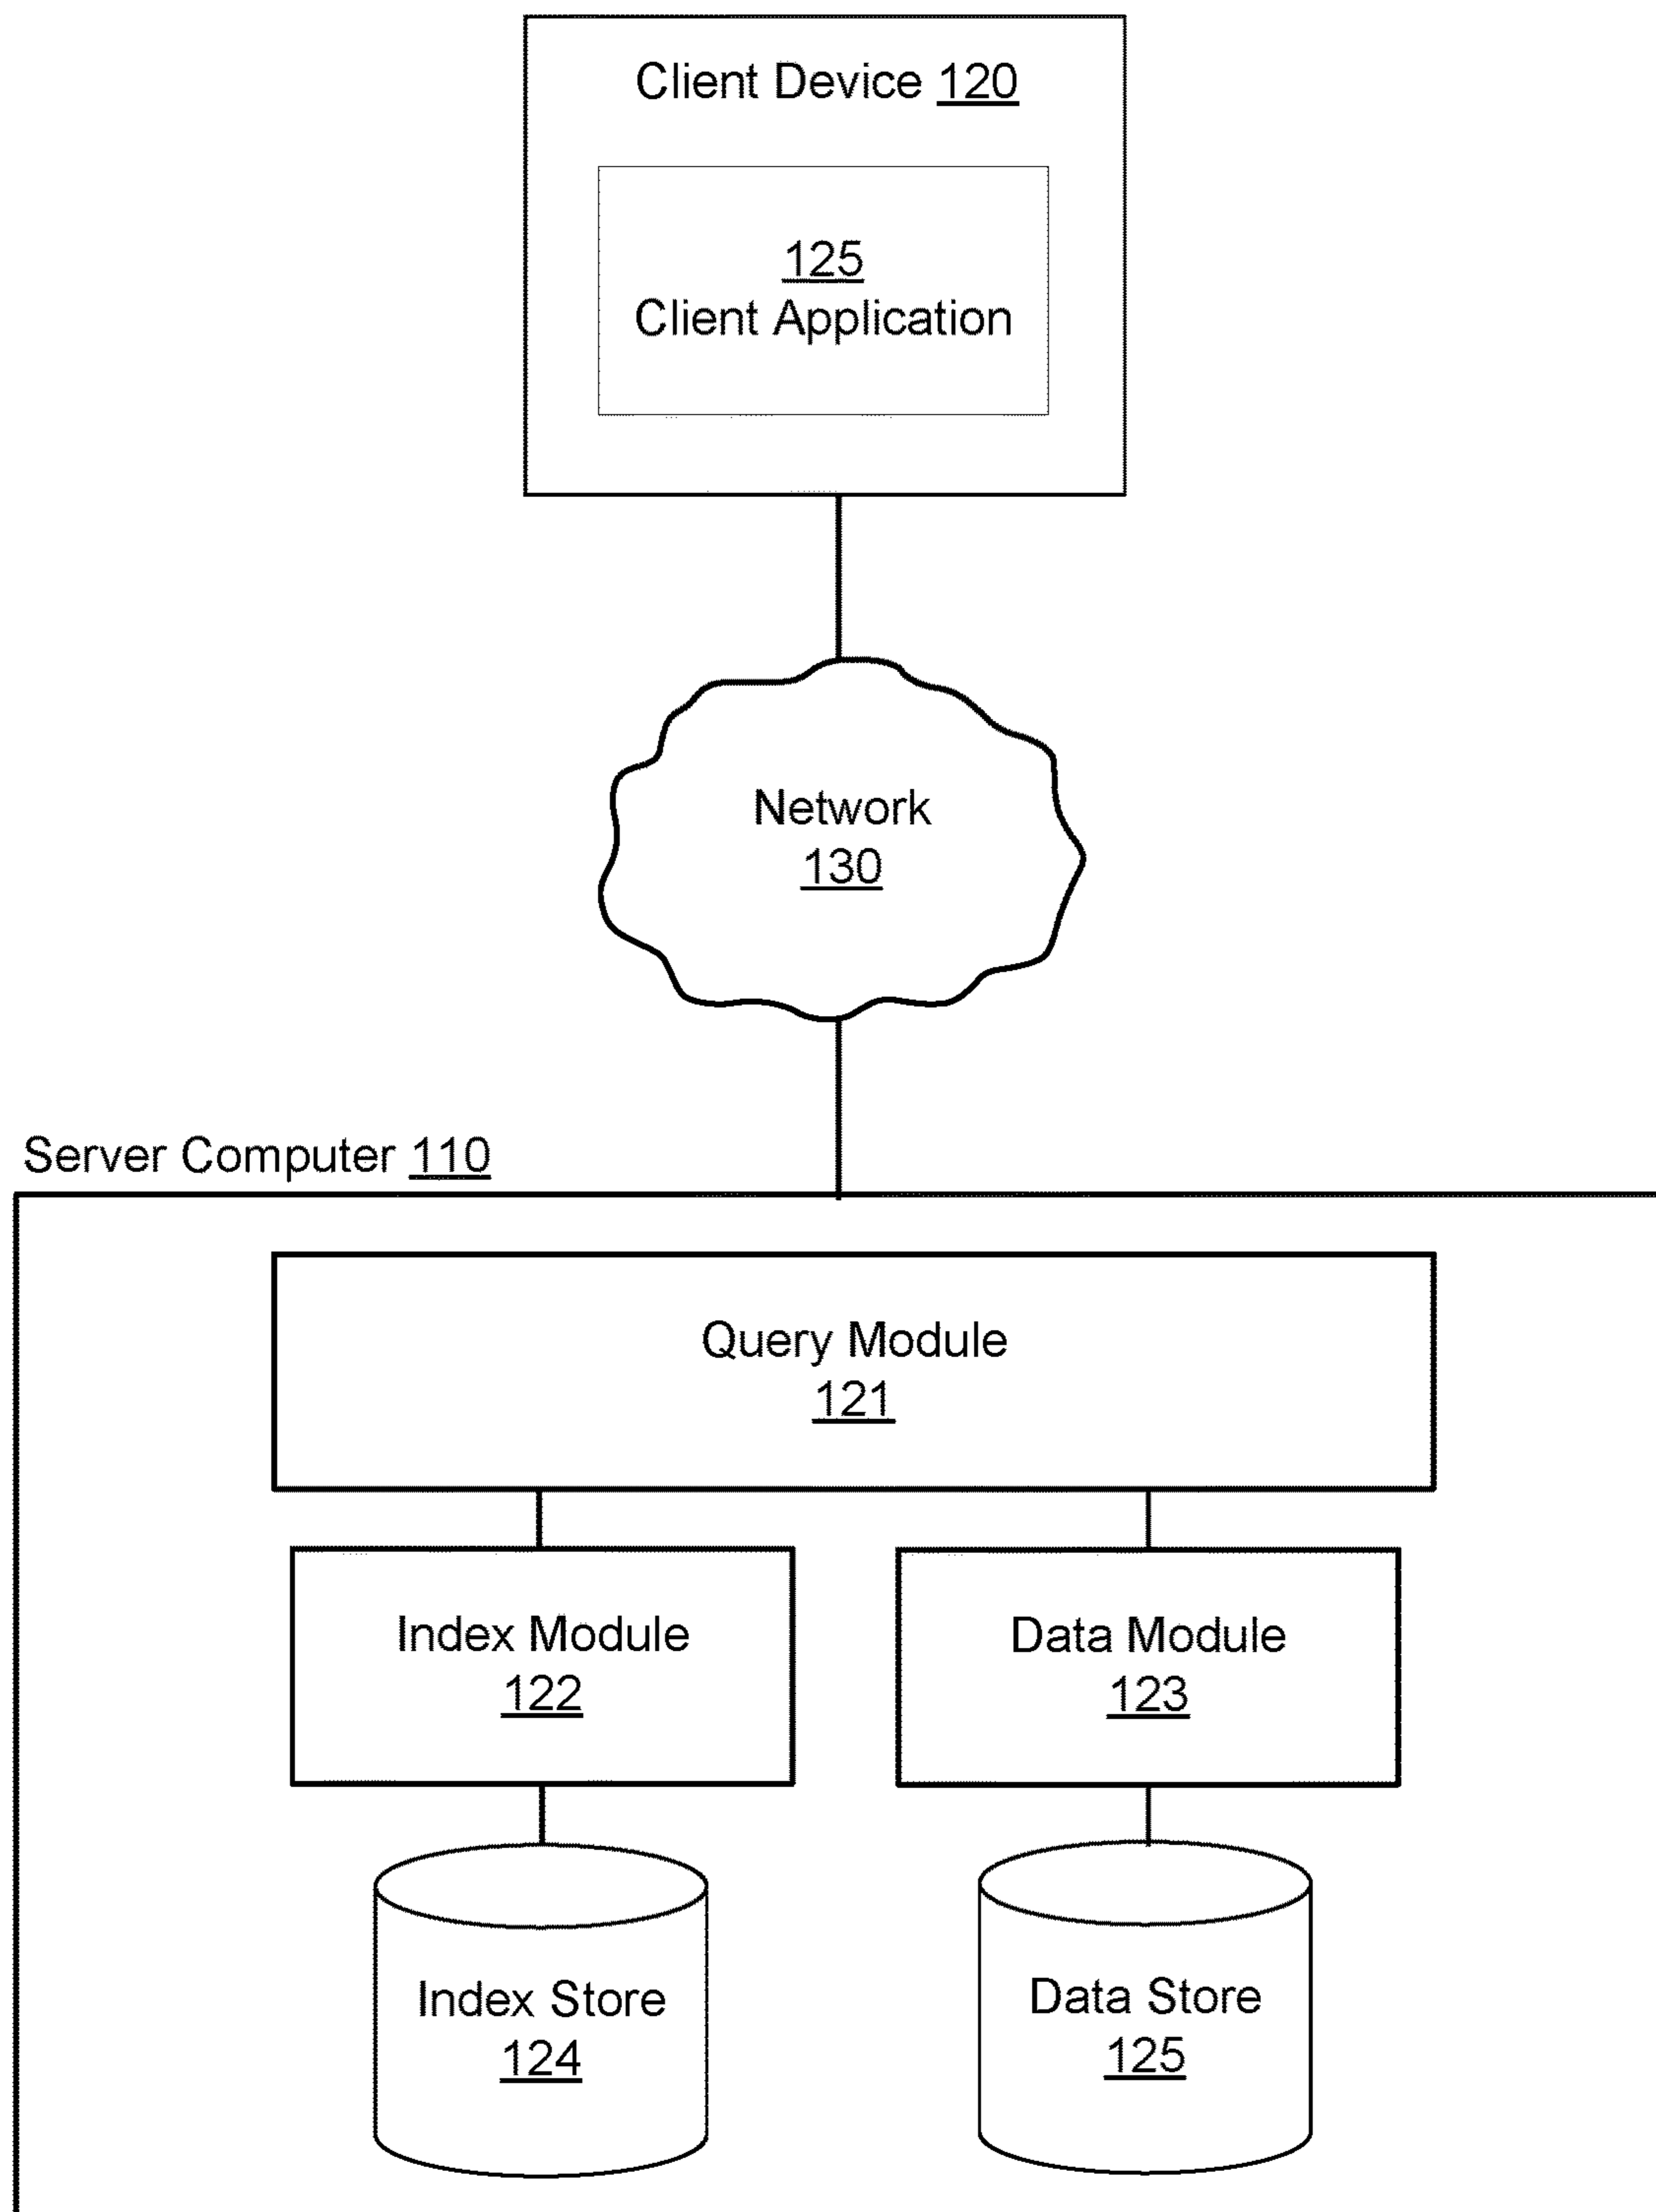 Client Device 120
125
Client Application
Network
130
Server Computer 110
Query Module
121
Index Module
122
Data Module
123
Index Store
124
Data Store
125